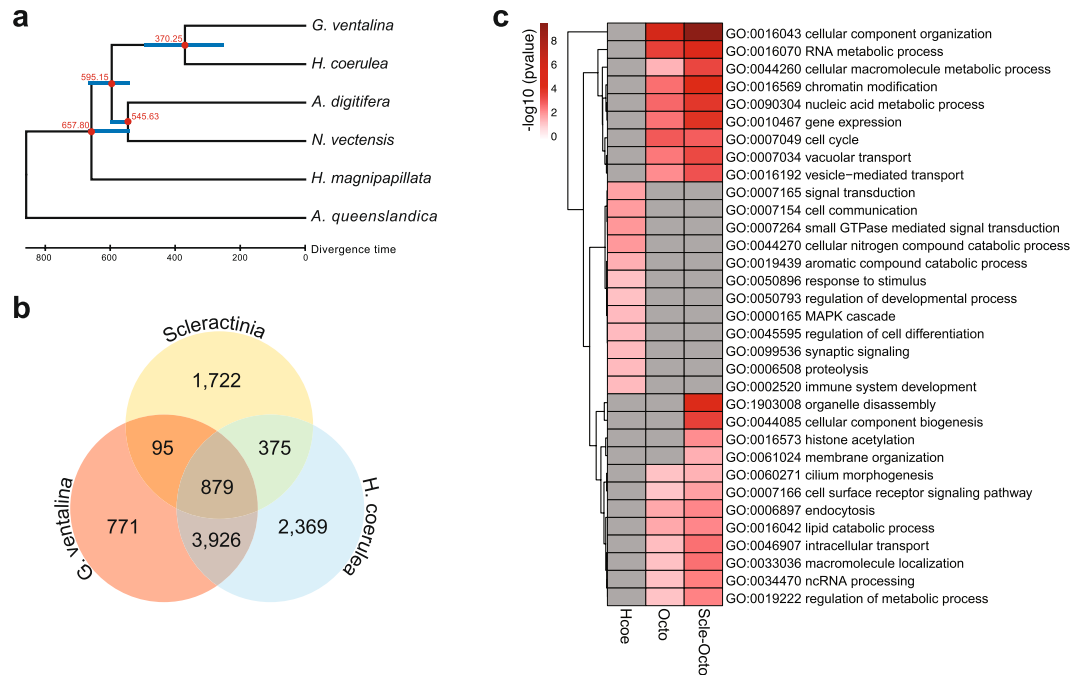 a
370.25
595.15
545.63
657.80
G. ventalina
H. coerulea
A. digitifera
N. vectensis
H. magnipapillata
A. queenslandica
Divergence time
800 600 400 200 0
b
Scleractinia
G. ventalina
H. coerulea
1,722
95
375
879
771
3,926
2,369
c
-log10 (pvalue)
8
6
4
2
0
GO:0016043 cellular component organization
GO:0016070 RNA metabolic process
GO:0044260 cellular macromolecule metabolic process
GO:0016569 chromatin modification
GO:0090304 nucleic acid metabolic process
GO:0010467 gene expression
GO:0007049 cell cycle
GO:0007034 vacuolar transport
GO:0016192 vesicle−mediated transport
GO:0007165 signal transduction
GO:0007154 cell communication
GO:0007264 small GTPase mediated signal transduction
GO:0044270 cellular nitrogen compound catabolic process
GO:0019439 aromatic compound catabolic process
GO:0050896 response to stimulus
GO:0050793 regulation of developmental process
GO:0000165 MAPK cascade
GO:0045595 regulation of cell differentiation
GO:0099536 synaptic signaling
GO:0006508 proteolysis
GO:0002520 immune system development
GO:1903008 organelle disassembly
GO:0044085 cellular component biogenesis
GO:0016573 histone acetylation
GO:0061024 membrane organization
GO:0060271 cilium morphogenesis
GO:0007166 cell surface receptor signaling pathway
GO:0006897 endocytosis
GO:0016042 lipid catabolic process
GO:0046907 intracellular transport
GO:0033036 macromolecule localization
GO:0034470 ncRNA processing
GO:0019222 regulation of metabolic process
Hcoe
Octo
Scle-Octo